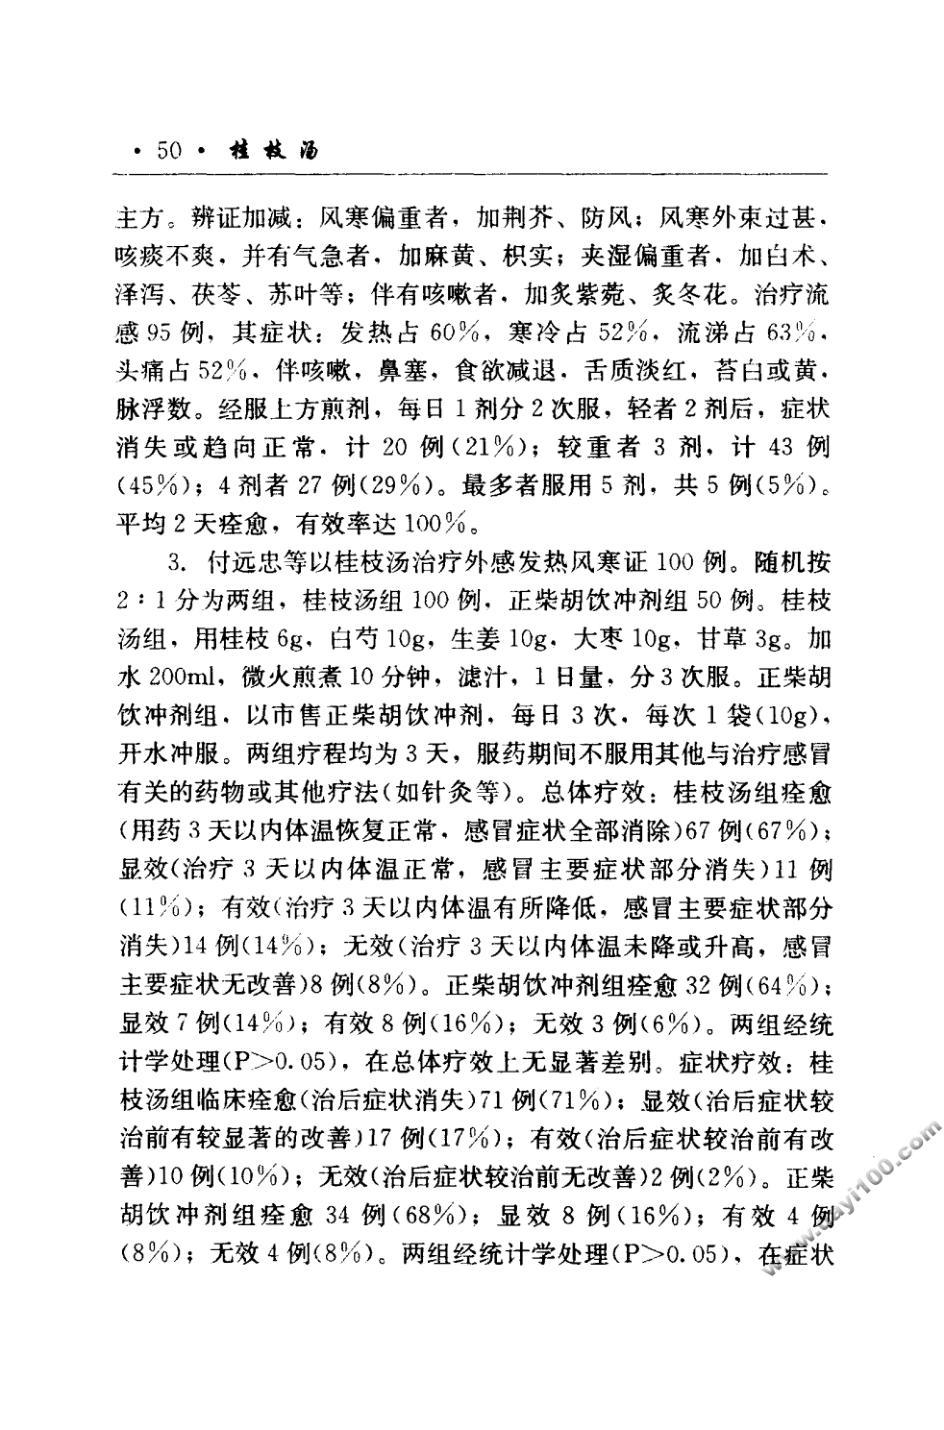 · 50 · 桂枝汤
主方。辨证加减：风寒偏重者，加荆芥、防风；风寒外束过甚，
咳痰不爽，并有气急者，加麻黄、枳实；夹湿偏重者，加白术、
泽泻、茯苓、苏叶等；伴有咳嗽者，加炙紫菀、炙冬花。治疗流
感 95 例，其症状：发热占 60%，寒冷占 52%，流涕占 63%，
头痛占 52%，伴咳嗽，鼻塞，食欲减退，舌质淡红，苔白或黄，
脉浮数。经服上方煎剂，每日 1 剂分 2 次服，轻者 2 剂后，症状
消失或趋向正常，计 20 例(21%)；较重者 3 剂，计 43 例
(45%)；4 剂者 27 例(29%)。最多者服用 5 剂，共 5 例(5%)。
平均 2 天痊愈，有效率达 100%。
3. 付远忠等以桂枝汤治疗外感发热风寒证 100 例。随机按
2：1 分为两组，桂枝汤组 100 例，正柴胡饮冲剂组 50 例。桂枝
汤组，用桂枝 6g，白芍 10g，生姜 10g，大枣 10g，甘草 3g。加
水 200ml，微火煎煮 10 分钟，滤汁，1 日量，分 3 次服。正柴胡
饮冲剂组，以市售正柴胡饮冲剂，每日 3 次，每次 1 袋(10g)，
开水冲服。两组疗程均为 3 天，服药期间不服用其他与治疗感冒
有关的药物或其他疗法(如针灸等)。总体疗效：桂枝汤组痊愈
(用药 3 天以内体温恢复正常，感冒症状全部消除)67 例(67%)；
显效(治疗 3 天以内体温正常，感冒主要症状部分消失)11 例
(11%)；有效(治疗 3 天以内体温有所降低，感冒主要症状部分
消失)14 例(14%)；无效(治疗 3 天以内体温未降或升高，感冒
主要症状无改善)8 例(8%)。正柴胡饮冲剂组痊愈 32 例(64%)；
显效 7 例(14%)；有效 8 例(16%)；无效 3 例(6%)。两组经统
计学处理(P>0.05)，在总体疗效上无显著差别。症状疗效：桂
枝汤组临床痊愈(治后症状消失)71 例(71%)；显效(治后症状较
治前有较显著的改善)17 例(17%)；有效(治后症状较治前有改
善)10 例(10%)；无效(治后症状较治前无改善)2 例(2%)。正柴
胡饮冲剂组痊愈 34 例(68%)；显效 8 例(16%)；有效 4 例
(8%)；无效 4 例(8%)。两组经统计学处理(P>0.05)，在症状
www.dayi100.com